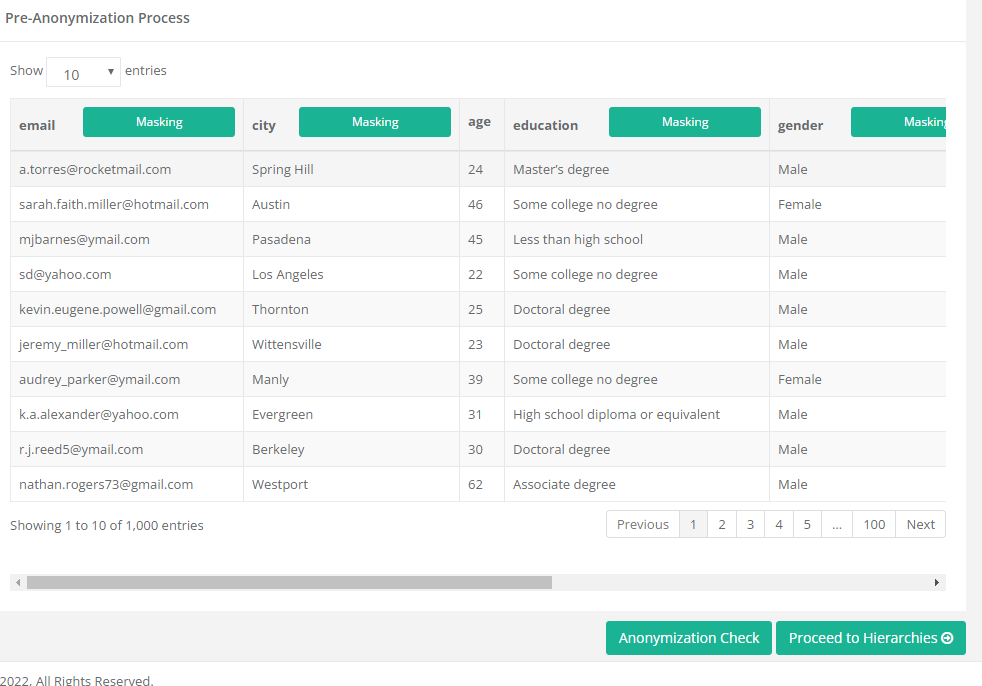 Pre-Anonymization Process
Show 10 entries
email Masking city Masking age education Masking gender Masking
a.torres@rocketmail.com Spring Hill 24 Master's degree Male
sarah.faith.miller@hotmail.com Austin 46 Some college no degree Female
mjbarnes@ymail.com Pasadena 45 Less than high school Male
sd@yahoo.com Los Angeles 22 Some college no degree Male
kevin.eugene.powell@gmail.com Thornton 25 Doctoral degree Male
jeremy_miller@hotmail.com Wittensville 23 Doctoral degree Male
audrey_parker@ymail.com Manly 39 Some college no degree Female
k.a.alexander@yahoo.com Evergreen 31 High school diploma or equivalent Male
r.j.reed5@ymail.com Berkeley 30 Doctoral degree Male
nathan.rogers73@gmail.com Westport 62 Associate degree Male
Showing 1 to 10 of 1,000 entries Previous 1 2 3 4 5 ... 100 Next
Anonymization Check Proceed to Hierarchies
2022. All Rights Reserved.